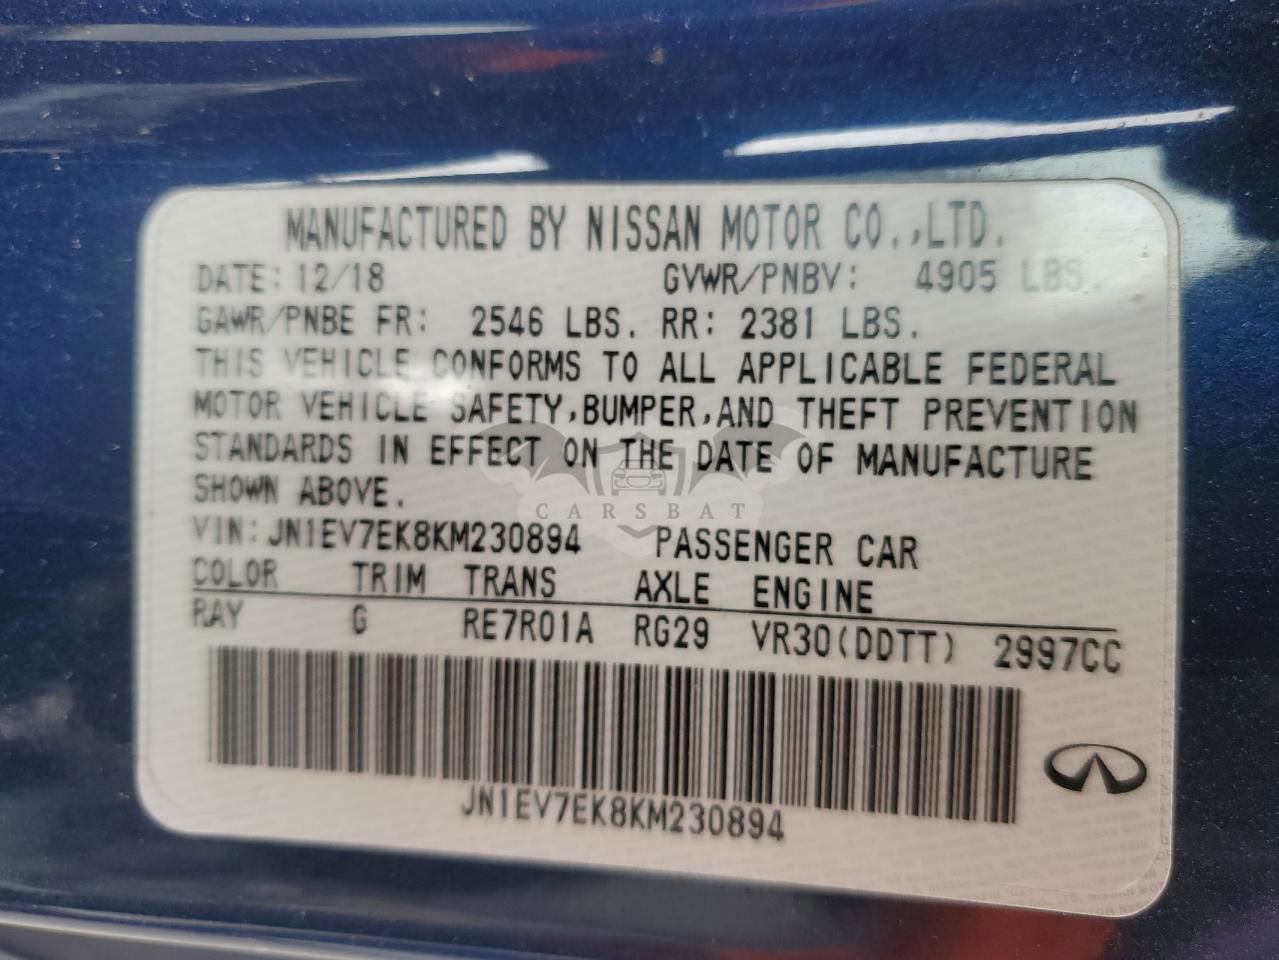 MANUFACTURED BY NISSAN MOTOR CO.,LTD.
DATE: 12/18 GVWR/PNBV: 4905 LBS.
GAWR/PNBE FR: 2546 LBS. RR: 2381 LBS.
THIS VEHICLE CONFORMS TO ALL APPLICABLE FEDERAL
MOTOR VEHICLE SAFETY,BUMPER,AND THEFT PREVENTION
STANDARDS IN EFFECT ON THE DATE OF MANUFACTURE
SHOWN ABOVE.
CARSBAT
VIN: JN1EV7EK8KM230894 PASSENGER CAR
COLOR TRIM TRANS AXLE ENGINE
RAY G RE7R01A RG29 VR30(DDTT) 2997CC
JN1EV7EK8KM230894